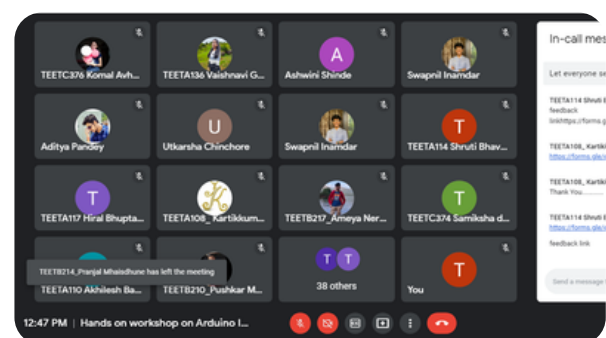 TEETC376 Komal Avh...
TEETA136 Vaishnavi G...
A
Ashwini Shinde
Swapnil Inamdar
Aditya Pandey
U
Utkarsha Chinchore
Swapnil Inamdar
T
TEETA114 Shruti Bhav...
T
TEETA117 Hiral Bhupta...
K
TEETA108_Kartikkum...
TEETB217_Ameya Ner...
T
TEETC374 Samiksha d...
TEETB214_Pranjal Mhaisdhune has left the meeting
TEETA110 Akhilesh Ba...
TEETB210_Pushkar M...
T T
38 others
T
You
12:47 PM | Hands on workshop on Arduino I...
In-call mes
Let everyone se
TEETA114 Shruti B
feedback
linkhttps://forms.g
TEETA108_Kartiki
https://forms.gle/
TEETA108_Kartiki
Thank You.........
TEETA114 Shruti B
https://forms.gle/
feedback link
Send a message